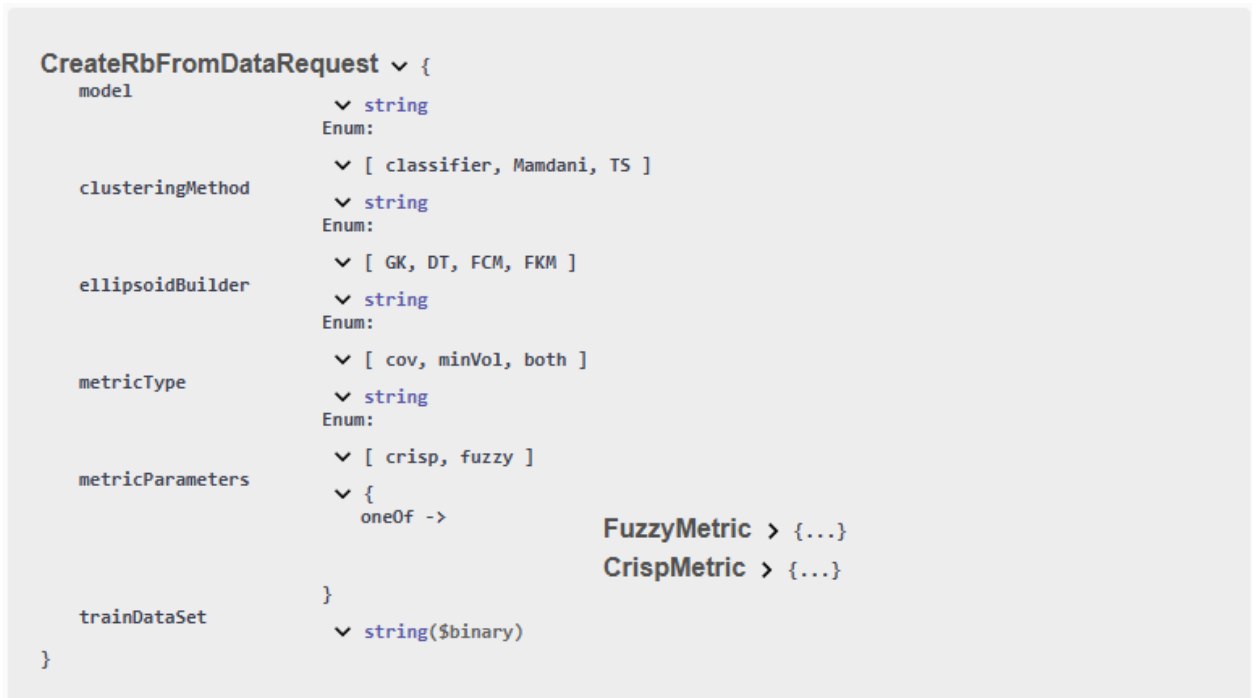 CreateRbFromDataRequest {
model
string
Enum:
[ classifier, Mamdani, TS ]
clusteringMethod
string
Enum:
[ GK, DT, FCM, FKM ]
ellipsoidBuilder
string
Enum:
[ cov, minVol, both ]
metricType
string
Enum:
[ crisp, fuzzy ]
metricParameters
{
oneOf ->
FuzzyMetric > {...}
CrispMetric > {...}
}
trainDataSet
string($binary)
}